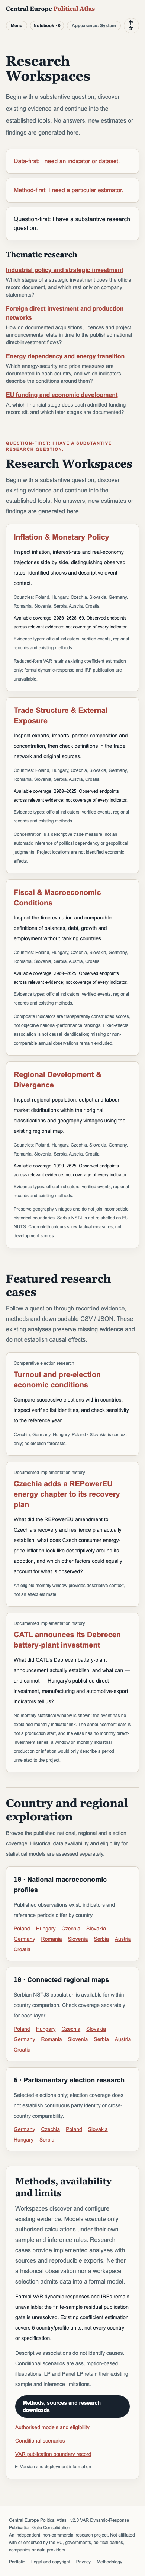 Central Europe Political Atlas
Menu Notebook · 0 Appearance: System 中文
Research
Workspaces
Begin with a substantive question, discover
existing evidence and continue into the
established tools. No answers, new estimates or
findings are generated here.
Data-first: I need an indicator or dataset.
Method-first: I need a particular estimator.
Question-first: I have a substantive research
question.
Thematic research
Industrial policy and strategic investment
Which stages of a strategic investment does the official
document record, and which rest only on company
statements?
Foreign direct investment and production
networks
How do documented acquisitions, licences and project
announcements relate in time to the published national
direct-investment flows?
Energy dependency and energy transition
Which energy-security and price measures are
documented in each country, and which indicators
describe the conditions around them?
EU funding and economic development
At which financial stage does each admitted funding
record sit, and which later stages are documented?
QUESTION-FIRST: I HAVE A SUBSTANTIVE
RESEARCH QUESTION.
Research Workspaces
Begin with a substantive question, discover
existing evidence and continue into the
established tools. No answers, new estimates or
findings are generated here.
Inflation & Monetary Policy
Inspect inflation, interest-rate and real-economy
trajectories side by side, distinguishing observed
rates, identified shocks and descriptive event
context.
Countries: Poland, Hungary, Czechia, Slovakia, Germany,
Romania, Slovenia, Serbia, Austria, Croatia
Available coverage: 2000–2026-09. Observed endpoints
across relevant evidence; not coverage of every indicator.
Evidence types: official indicators, verified events, regional
records and existing methods.
Reduced-form VAR retains existing coefficient estimation
only; formal dynamic-response and IRF publication are
unavailable.
Trade Structure & External
Exposure
Inspect exports, imports, partner composition and
concentration, then check definitions in the trade
network and original sources.
Countries: Poland, Hungary, Czechia, Slovakia, Germany,
Romania, Slovenia, Serbia, Austria, Croatia
Available coverage: 2000–2025. Observed endpoints
across relevant evidence; not coverage of every indicator.
Evidence types: official indicators, verified events, regional
records and existing methods.
Concentration is a descriptive trade measure, not an
automatic inference of political dependency or geopolitical
judgments. Project locations are not identified economic
effects.
Fiscal & Macroeconomic
Conditions
Inspect the time evolution and comparable
definitions of balances, debt, growth and
employment without ranking countries.
Countries: Poland, Hungary, Czechia, Slovakia, Germany,
Romania, Slovenia, Serbia, Austria, Croatia
Available coverage: 2000–2025. Observed endpoints
across relevant evidence; not coverage of every indicator.
Evidence types: official indicators, verified events, regional
records and existing methods.
Composite indicators are transparently constructed scores,
not objective national-performance rankings. Fixed-effects
association is not causal identification, missing or non-
comparable annual observations remain excluded.
Regional Development &
Divergence
Inspect regional population, output and labour-
market distributions within their original
classifications and geography vintages using the
existing regional map.
Countries: Poland, Hungary, Czechia, Slovakia, Germany,
Romania, Slovenia, Serbia, Austria, Croatia
Available coverage: 1999–2025. Observed endpoints
across relevant evidence; not coverage of every indicator.
Evidence types: official indicators, verified events, regional
records and existing methods.
Preserve geography vintages and do not join incompatible
historical boundaries. Serbia NSTJ is not relabelled as EU
NUTS. Choropleth colours show factual measures, not
development scores.
Featured research
cases
Follow a question through recorded evidence,
methods and downloadable CSV / JSON. These
existing analyses preserve missing evidence and
do not establish causal effects.
Comparative election research
Turnout and pre-election
economic conditions
Compare successive elections within countries,
inspect verified list identities, and check sensitivity
to the reference year.
Czechia, Germany, Hungary, Poland · Slovakia is context
only; no election forecasts.
Documented implementation history
Czechia adds a REPowerEU
energy chapter to its recovery
plan
What did the REPowerEU amendment to
Czechia's recovery and resilience plan actually
establish, what does Czech consumer energy-
price inflation look like descriptively around its
adoption, and which other factors could equally
account for what is observed?
An eligible monthly window provides descriptive context,
not an effect estimate.
Documented implementation history
CATL announces its Debrecen
battery-plant investment
What did CATL's Debrecen battery-plant
announcement actually establish, and what can —
and cannot — Hungary's published direct-
investment, manufacturing and automotive-export
indicators tell us?
No monthly statistical window is shown: the event has no
explained monthly indicator link. The announcement date is
not a production start, and the Atlas has no monthly direct-
investment series; a window on monthly industrial
production or inflation would only describe a period
unrelated to the project.
Country and regional
exploration
Browse the published national, regional and election
coverage. Historical data availability and eligibility for
statistical models are assessed separately.
10 · National macroeconomic
profiles
Published observations exist; indicators and
reference periods differ by country.
Poland Hungary Czechia Slovakia
Germany Romania Slovenia Serbia Austria
Croatia
10 · Connected regional maps
Serbian NSTJ3 population is available for within-
country comparison. Check coverage separately
for each layer.
Poland Hungary Czechia Slovakia
Germany Romania Slovenia Serbia Austria
Croatia
6 · Parliamentary election research
Selected elections only; election coverage does
not establish continuous party identity or cross-
country comparability.
Germany Czechia Poland Slovakia
Hungary Serbia
Methods, availability
and limits
Workspaces discover and configure
existing evidence. Models execute only
authorised calculations under their own
sample and inference rules. Research
cases provide implemented analyses with
sources and reproducible exports. Neither
a historical observation nor a workspace
selection admits data into a formal model.
Formal VAR dynamic responses and IRFs remain
unavailable: the finite-sample residual publication
gate is unresolved. Existing coefficient estimation
covers 5 country/profile units, not every country
or specification.
Descriptive associations do not identify causes.
Conditional scenarios are assumption-based
illustrations. LP and Panel LP retain their existing
sample and inference limitations.
Methods, sources and research
downloads
Authorised models and eligibility
Conditional scenarios
VAR publication boundary record
▸ Version and deployment information
Central Europe Political Atlas · v2.0 VAR Dynamic-Response
Publication-Gate Consolidation
An independent, non-commercial research project. Not affiliated
with or endorsed by the EU, governments, political parties,
companies or data providers.
Portfolio Legal and copyright Privacy Methodology